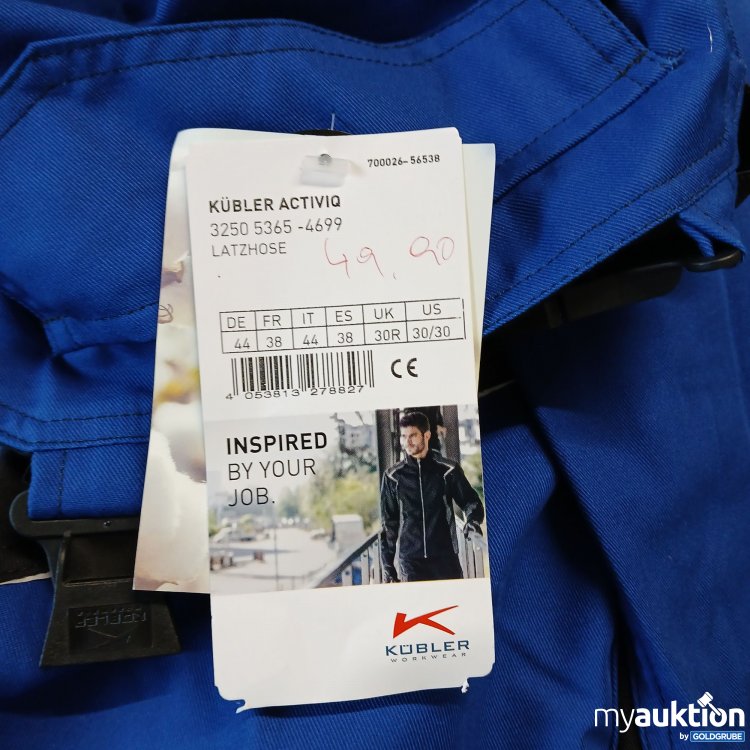 700026-56538
KÜBLER ACTIVIQ
3250 5365 -4699
LATZHOSE
49,90
DE FR IT ES UK US
44 38 44 38 30R 30/30
4 053813 278827
CE
INSPIRED
BY YOUR
JOB.
KÜBLER
WORKWEAR
myauktion
by GOLDGRUBE